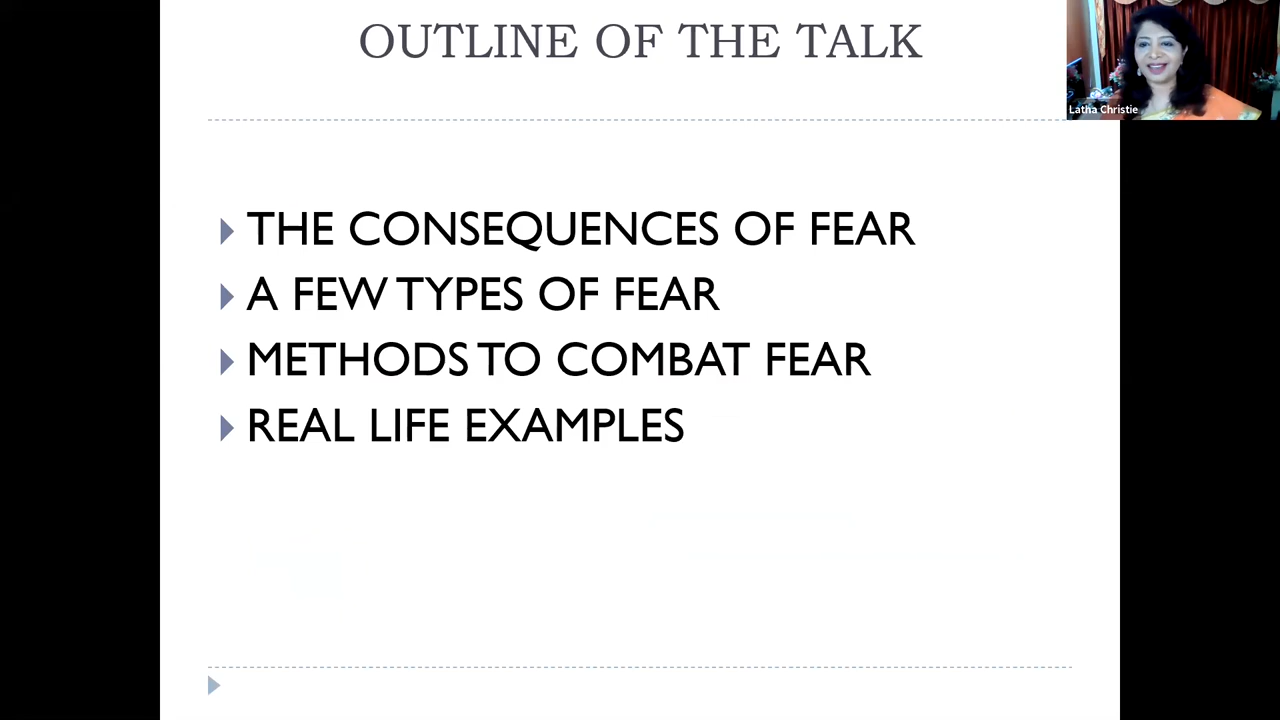 OUTLINE OF THE TALK
Latha Christie
THE CONSEQUENCES OF FEAR
A FEW TYPES OF FEAR
METHODS TO COMBAT FEAR
REAL LIFE EXAMPLES